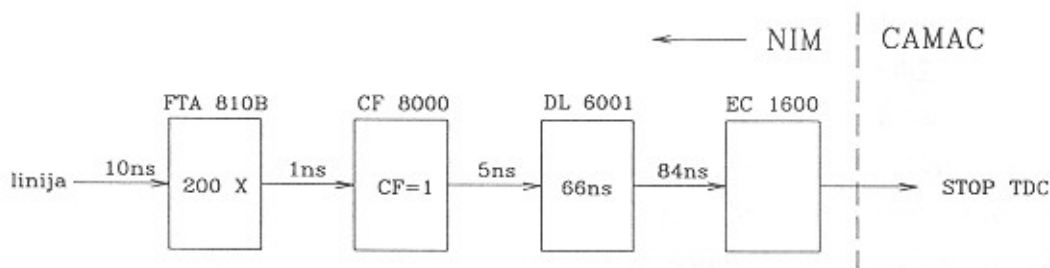 NIM
CAMAC
FTA 810B
CF 8000
DL 6001
EC 1600
linija
10ns
200 X
1ns
CF=1
5ns
66ns
84ns
STOP TDC